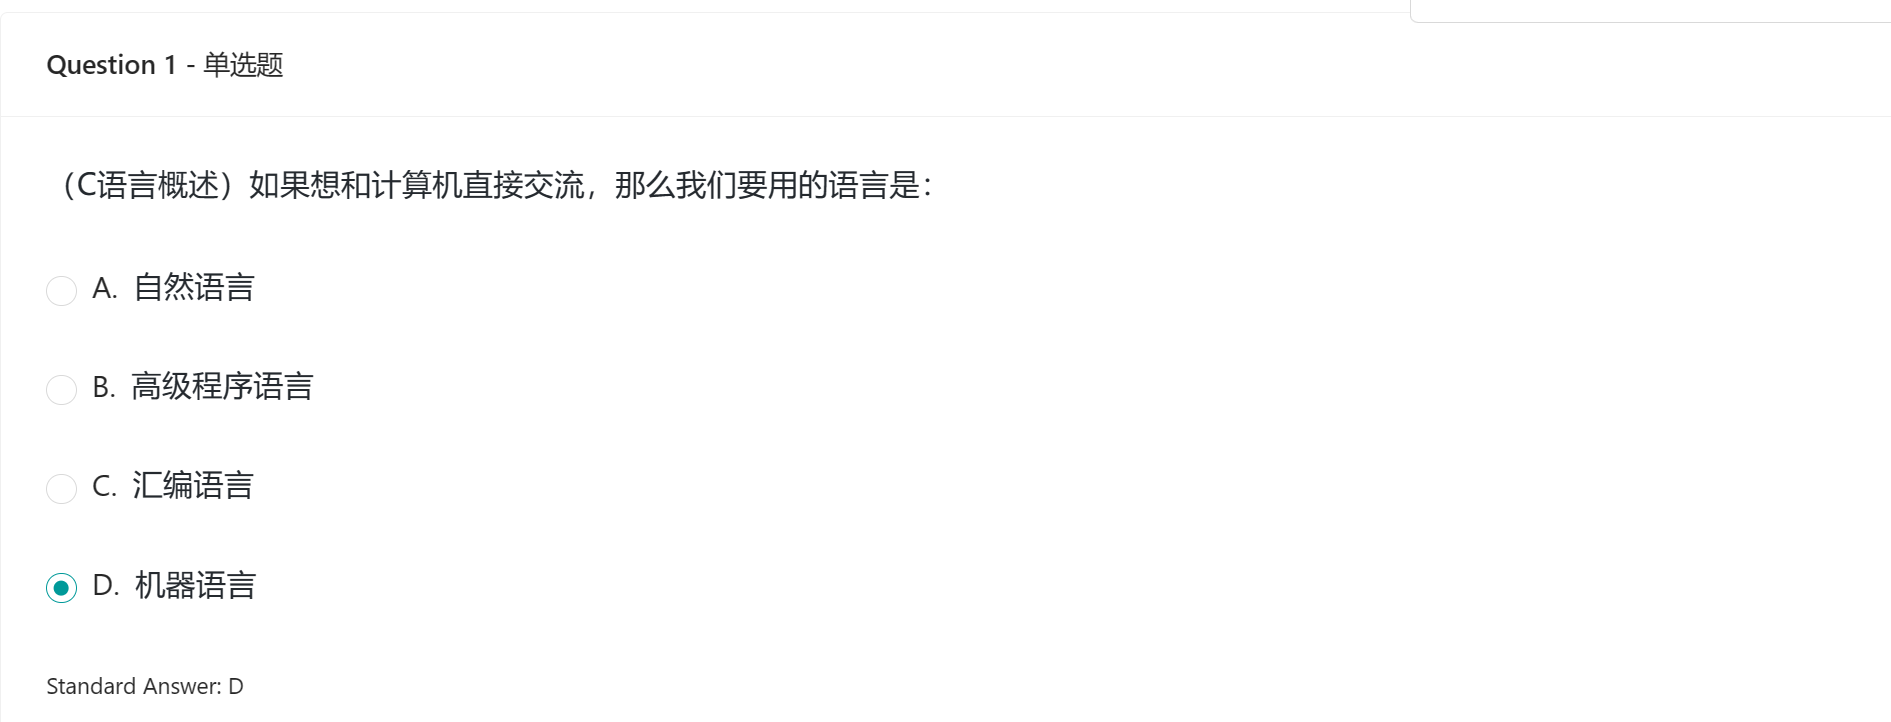 Question 1 - 单选题
（C语言概述）如果想和计算机直接交流，那么我们要用的语言是：
A. 自然语言
B. 高级程序语言
C. 汇编语言
D. 机器语言
Standard Answer: D